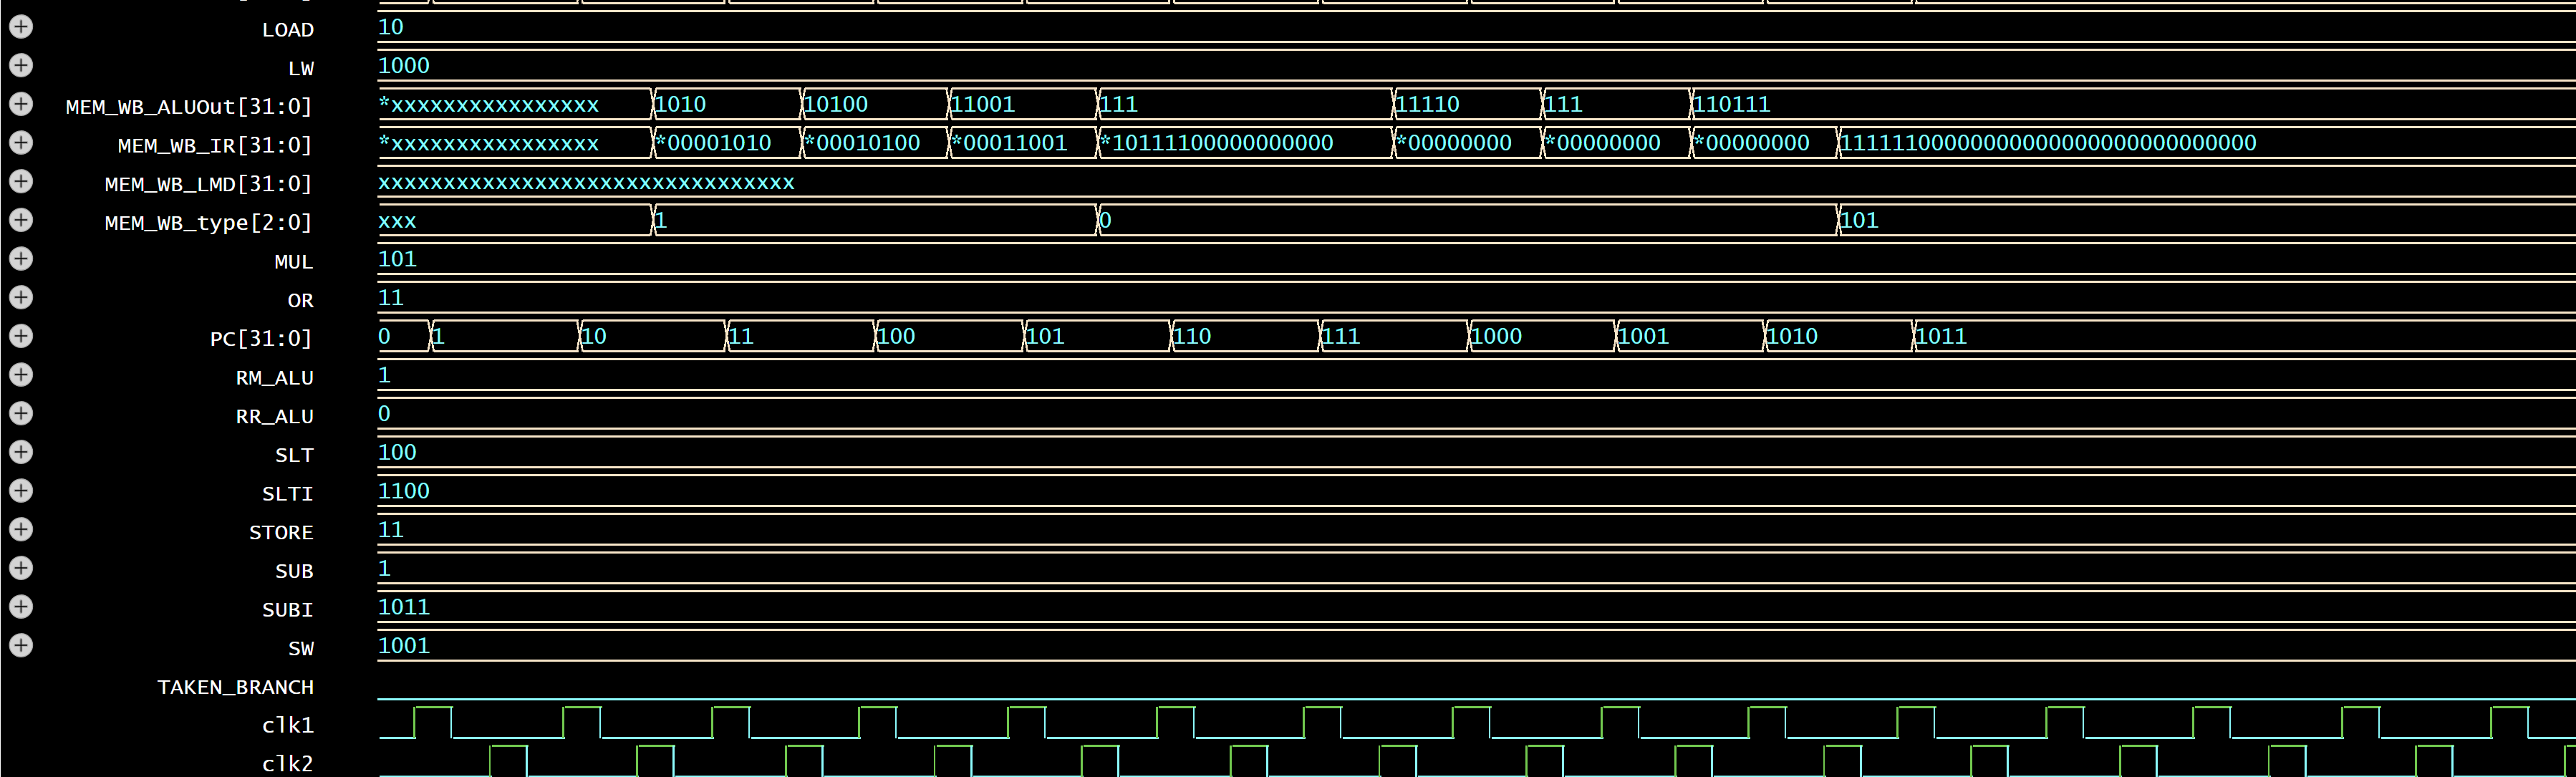 LOAD 10
LW 1000
MEM_WB_ALUOut[31:0] *xxxxxxxxxxxxxxxx 1010 10100 11001 111 11110 111 110111
MEM_WB_IR[31:0] *xxxxxxxxxxxxxxxx *00001010 *00010100 *00011001 *10111100000000000 *00000000 *00000000 *00000000 11111100000000000000000000000000
MEM_WB_LMD[31:0] xxxxxxxxxxxxxxxxxxxxxxxxxxxxxxxx
MEM_WB_type[2:0] xxx 1 0 101
MUL 101
OR 11
PC[31:0] 0 1 10 11 100 101 110 111 1000 1001 1010 1011
RM_ALU 1
RR_ALU 0
SLT 100
SLTI 1100
STORE 11
SUB 1
SUBI 1011
SW 1001
TAKEN_BRANCH
clk1
clk2